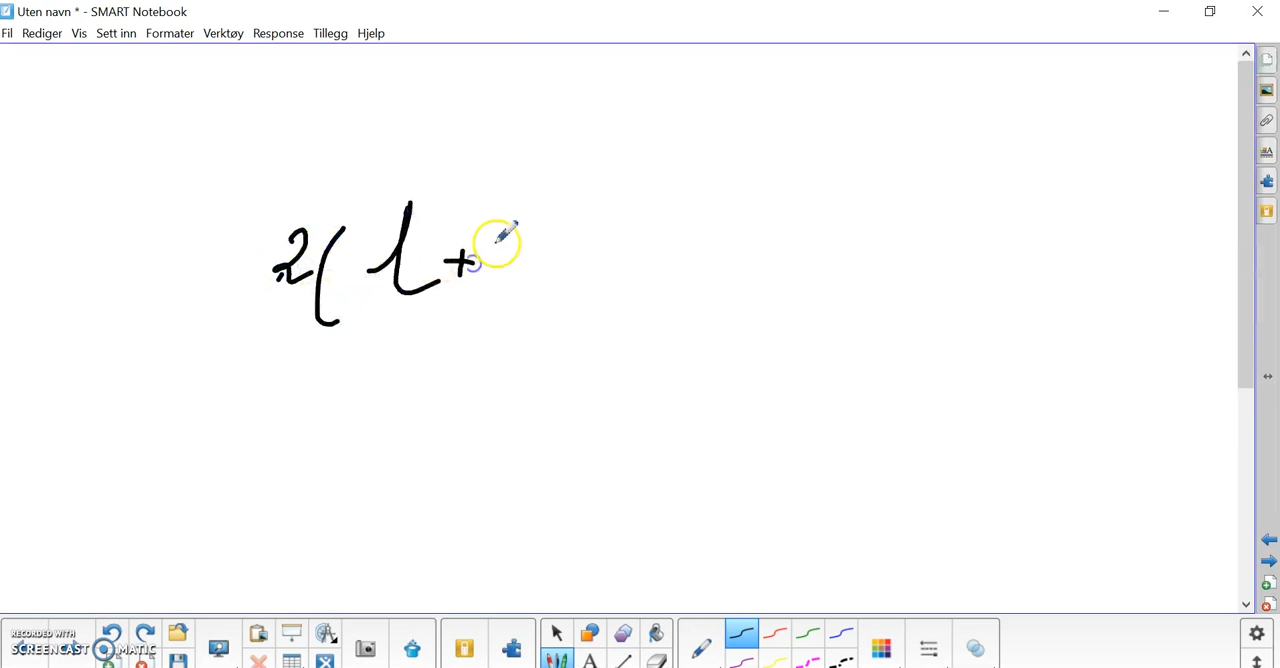 Uten navn * - SMART Notebook
Fil Rediger Vis Sett inn Formater Verktøy Response Tillegg Hjelp
2( l +
RECORDED WITH
SCREENCAST MATIC